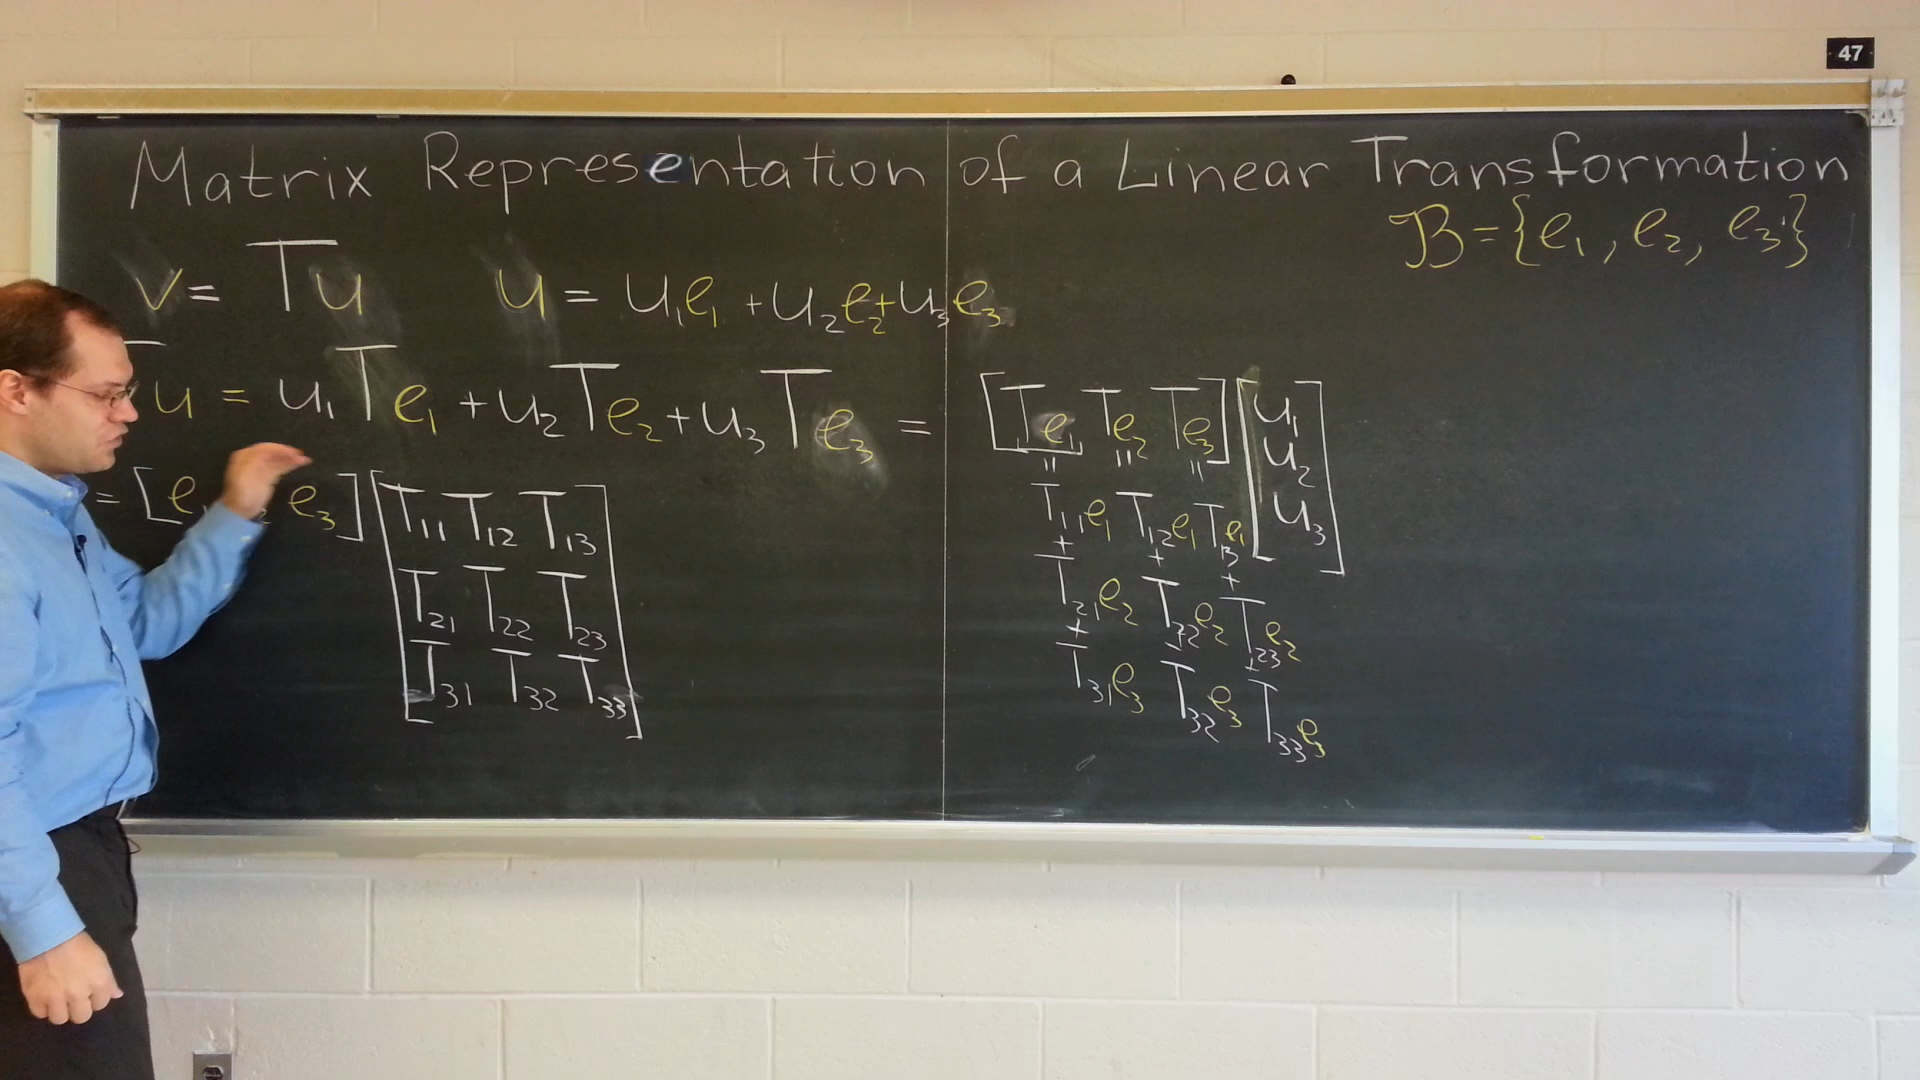 47
Matrix Representation of a Linear Transformation
B={e₁, e₂, e₃}
v = Tu u = u₁e₁ + u₂e₂ + u₃e₃
u = u₁Te₁ + u₂Te₂ + u₃Te₃ = [Te₁ Te₂ Te₃] [u₁
u₂
u₃]
= [e₁ e₃] [T₁₁ T₁₂ T₁₃
T₂₁ T₂₂ T₂₃
T₃₁ T₃₂ T₃₃]
= = =
T₁₁e₁ T₁₂e₁ T₁₃e₁
+ + +
T₂₁e₂ T₂₂e₂ T₂₃e₂
+ + +
T₃₁e₃ T₃₂e₃ T₃₃e₃